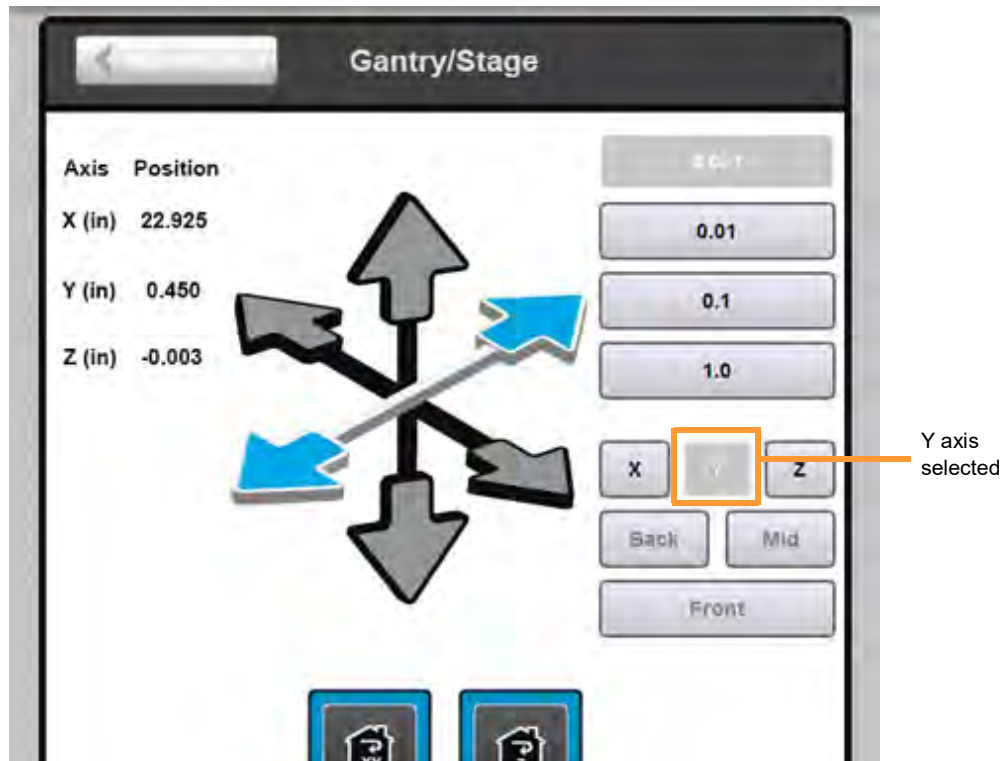 Gantry/Stage
Axis Position
X (in) 22.925
Y (in) 0.450
Z (in) -0.003
0.01
0.1
1.0
X Y Z
Back Mid
Front
Y axis
selected